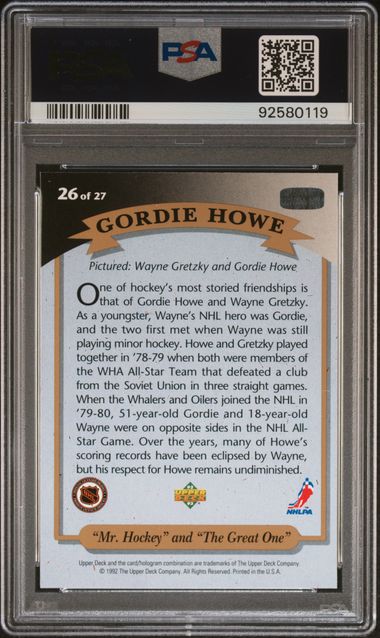 PSA
92580119
26 of 27
GORDIE HOWE
Pictured: Wayne Gretzky and Gordie Howe
One of hockey's most storied friendships is
that of Gordie Howe and Wayne Gretzky.
As a youngster, Wayne's NHL hero was Gordie,
and the two first met when Wayne was still
playing minor hockey. Howe and Gretzky played
together in '78-79 when both were members of
the WHA All-Star Team that defeated a club
from the Soviet Union in three straight games.
When the Whalers and Oilers joined the NHL in
'79-80, 51-year-old Gordie and 18-year-old
Wayne were on opposite sides in the NHL All-
Star Game. Over the years, many of Howe's
scoring records have been eclipsed by Wayne,
but his respect for Howe remains undiminished.
UPPER DECK
NHLPA
"Mr. Hockey" and "The Great One"
Upper Deck and the card/hologram combination are trademarks of The Upper Deck Company.
© 1992 The Upper Deck Company. All Rights Reserved. Printed in the U.S.A.